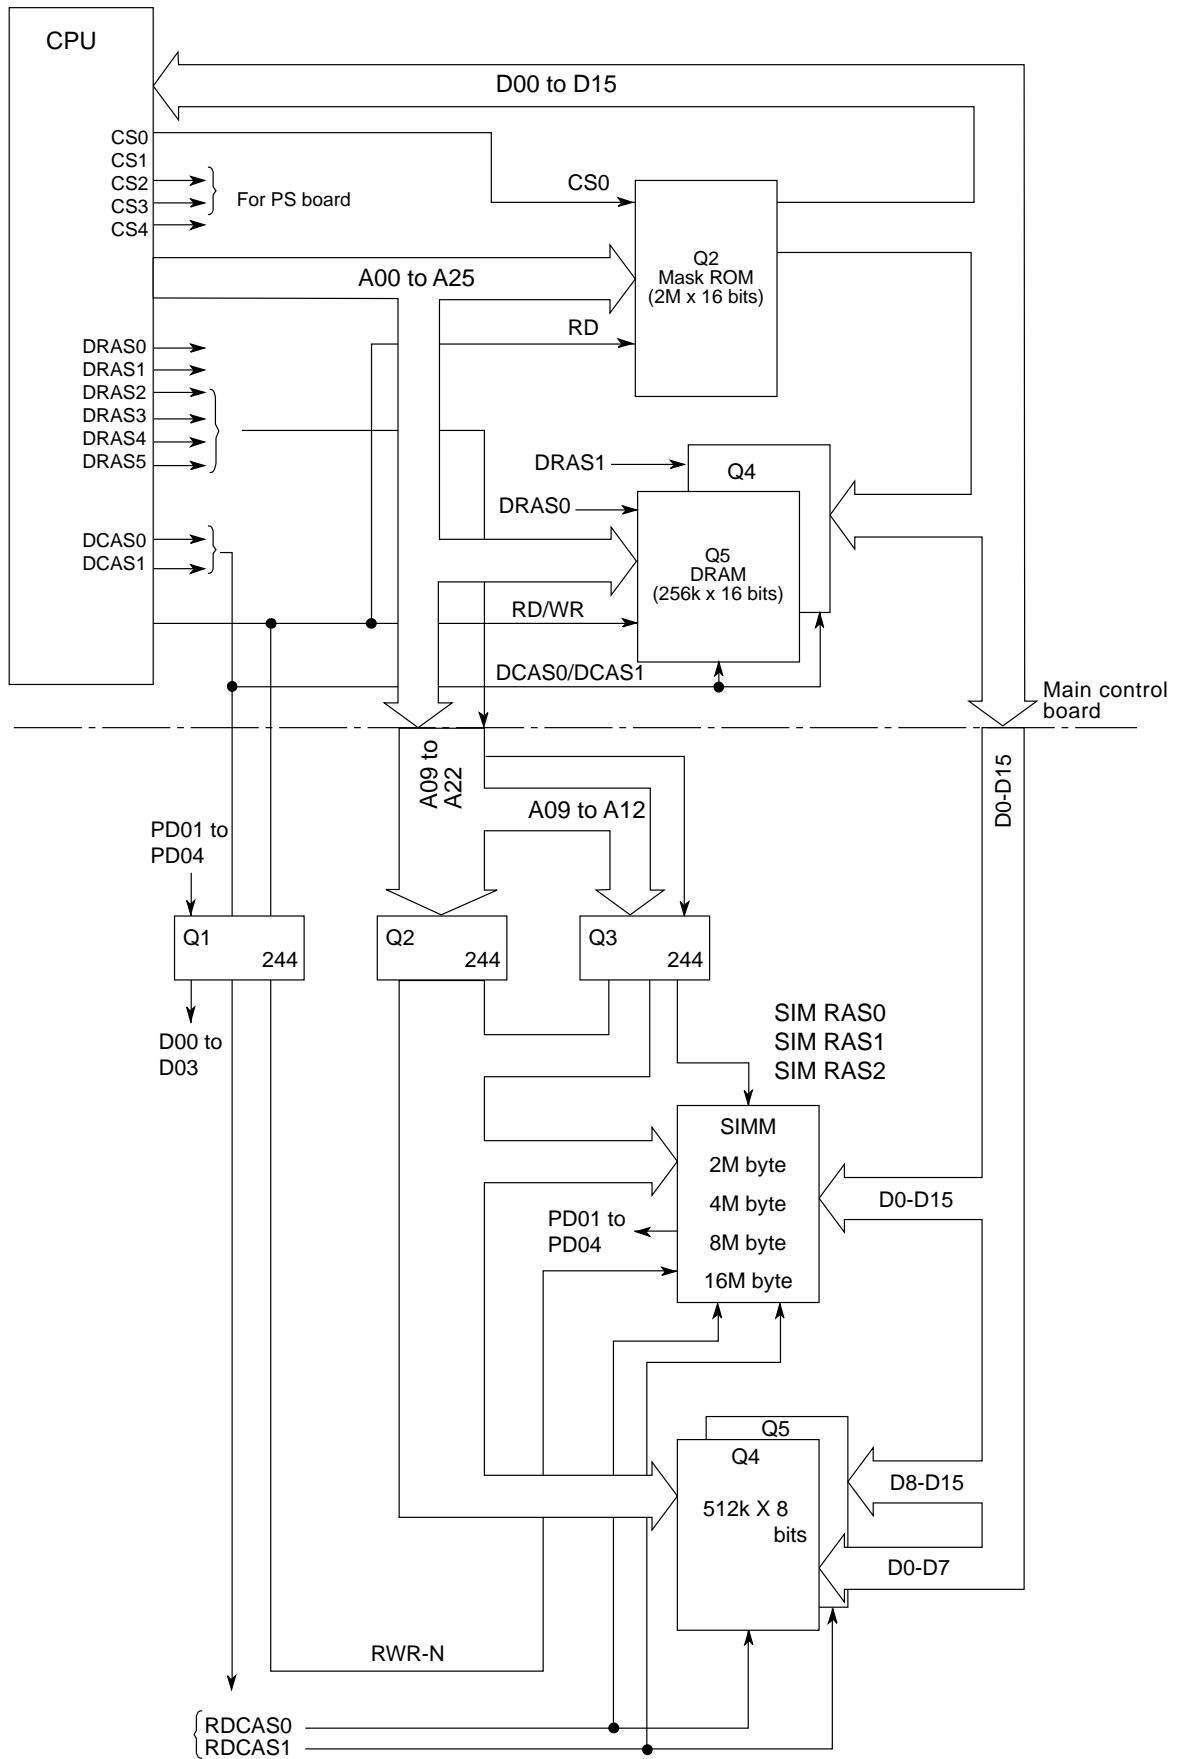 CPU
D00 to D15
CS0
CS1
CS2
CS3
CS4
For PS board
CS0
Q2
Mask ROM
(2M x 16 bits)
A00 to A25
RD
DRAS0
DRAS1
DRAS2
DRAS3
DRAS4
DRAS5
DRAS1
Q4
DRAS0
Q5
DRAM
(256k x 16 bits)
DCAS0
DCAS1
RD/WR
DCAS0/DCAS1
Main control
board
A09 to
A22
D0-D15
A09 to A12
PD01 to
PD04
Q1
244
Q2
244
Q3
244
D00 to
D03
SIM RAS0
SIM RAS1
SIM RAS2
SIMM
2M byte
4M byte
8M byte
16M byte
D0-D15
PD01 to
PD04
Q5
Q4
512k X 8
bits
D8-D15
D0-D7
RWR-N
RDCAS0
RDCAS1